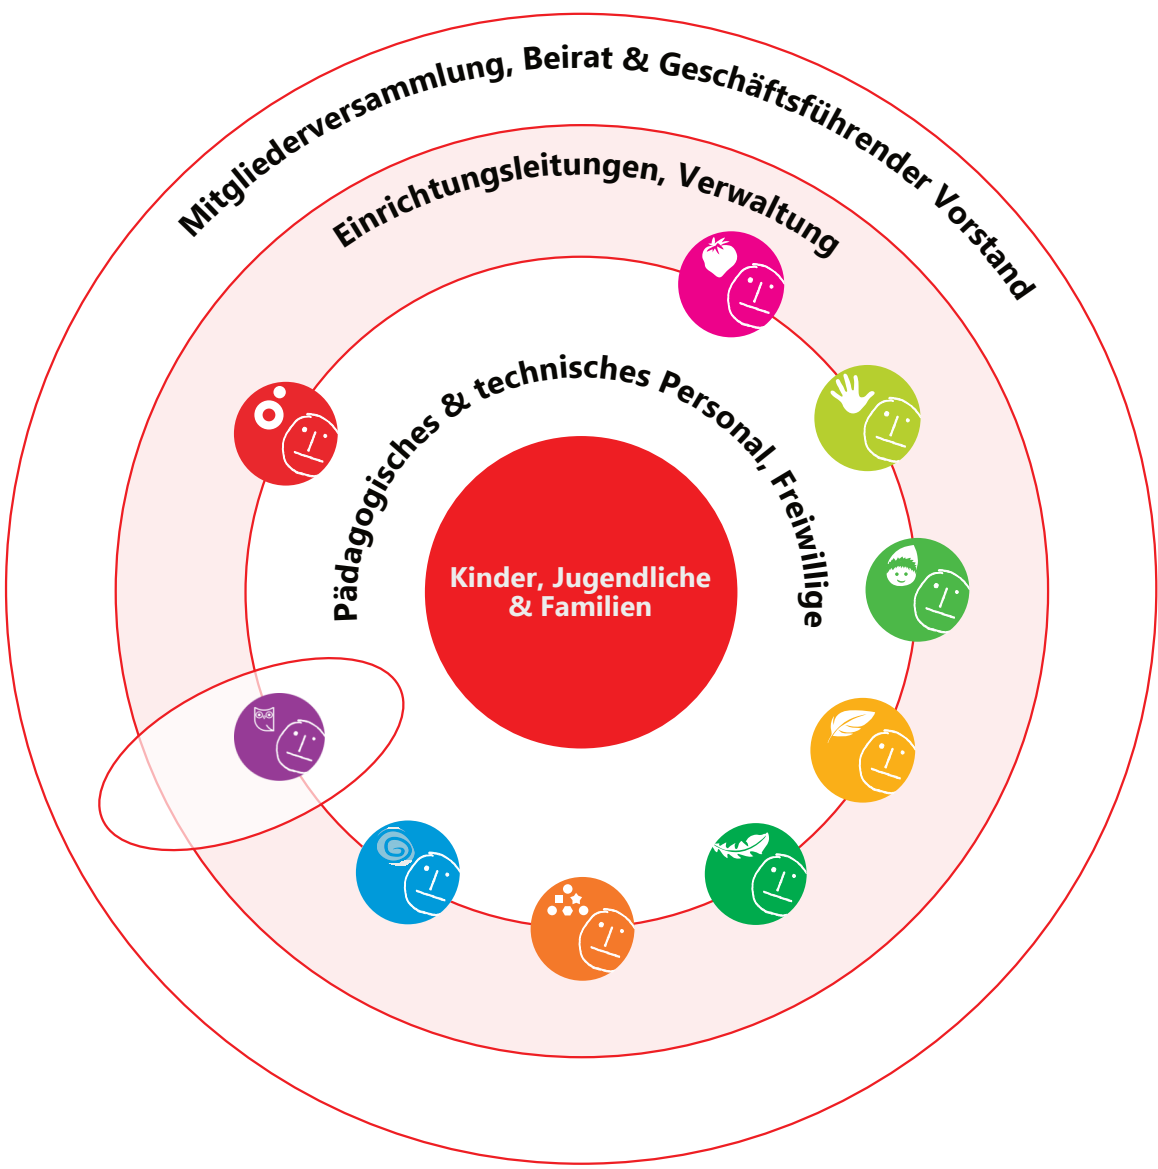 Mitgliederversammlung, Beirat & Geschäftsführender Vorstand
Einrichtungsleitungen, Verwaltung
Pädagogisches & technisches Personal, Freiwillige
Kinder, Jugendliche
& Familien